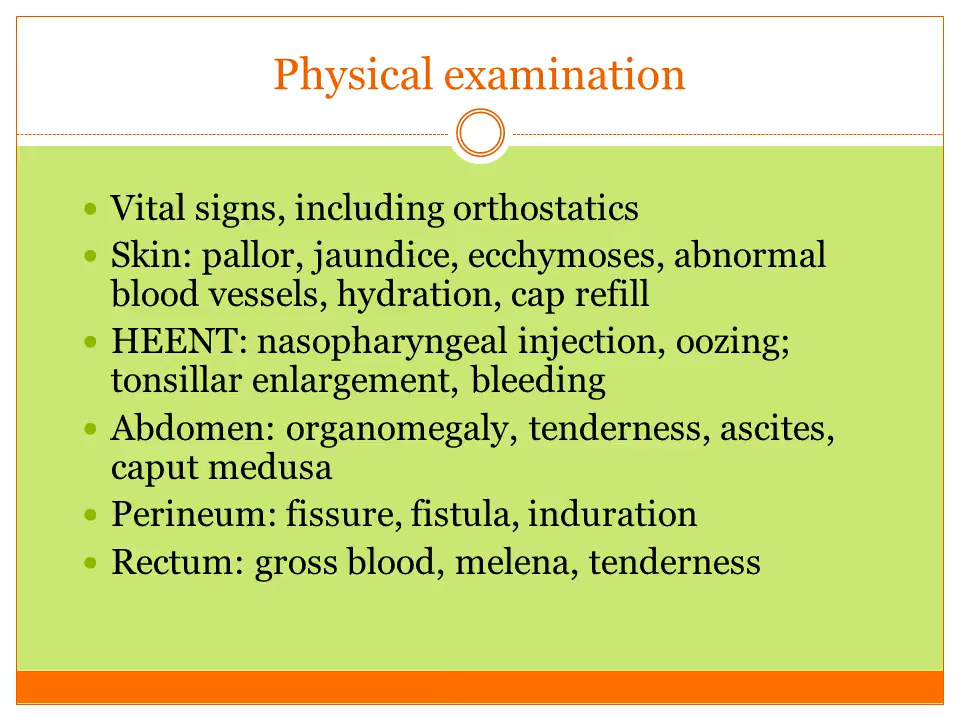 Physical examination
Vital signs, including orthostatics
Skin: pallor, jaundice, ecchymoses, abnormal
blood vessels, hydration, cap refill
HEENT: nasopharyngeal injection, oozing;
tonsillar enlargement, bleeding
Abdomen: organomegaly, tenderness, ascites,
caput medusa
Perineum: fissure, fistula, induration
Rectum: gross blood, melena, tenderness